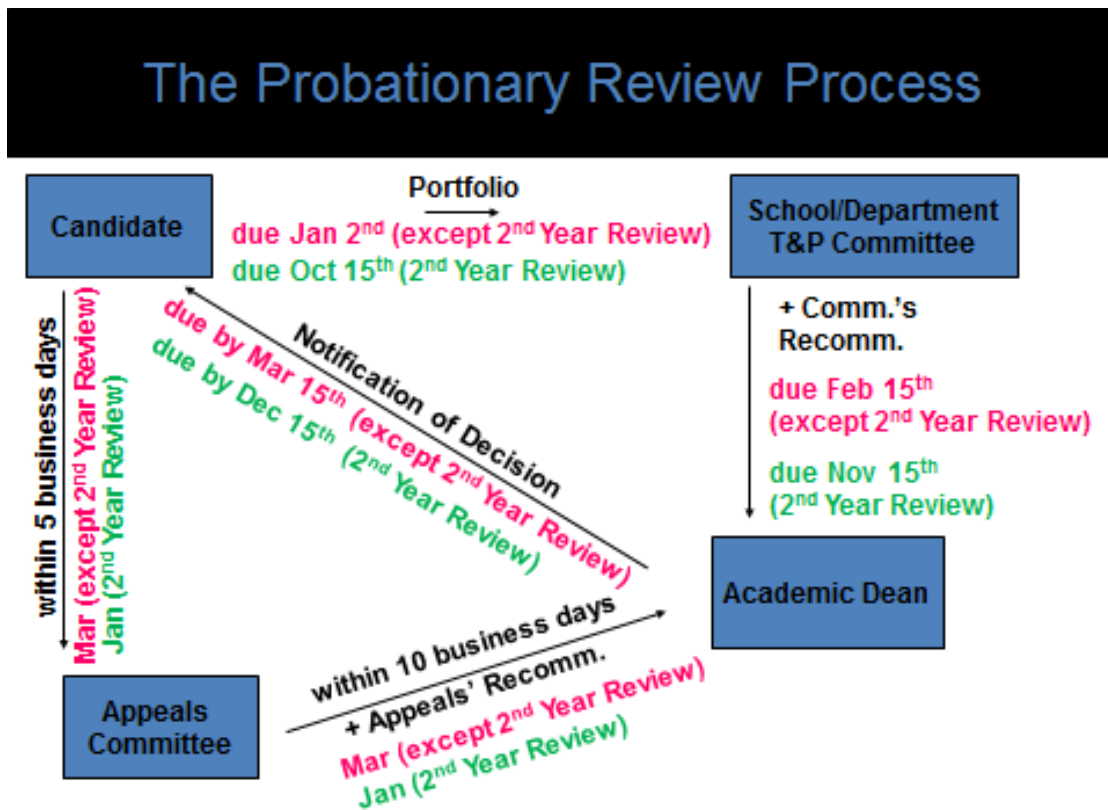 The Probationary Review Process
Candidate
Portfolio
due Jan 2nd (except 2nd Year Review)
due Oct 15th (2nd Year Review)
School/Department
T&P Committee
+ Comm.'s
Recomm.
due Feb 15th
(except 2nd Year Review)
due Nov 15th
(2nd Year Review)
Academic Dean
Notification of Decision
due by Mar 15th (except 2nd Year Review)
due by Dec 15th (2nd Year Review)
within 5 business days
Mar (except 2nd Year Review)
Jan (2nd Year Review)
Appeals
Committee
within 10 business days
+ Appeals' Recomm.
Mar (except 2nd Year Review)
Jan (2nd Year Review)